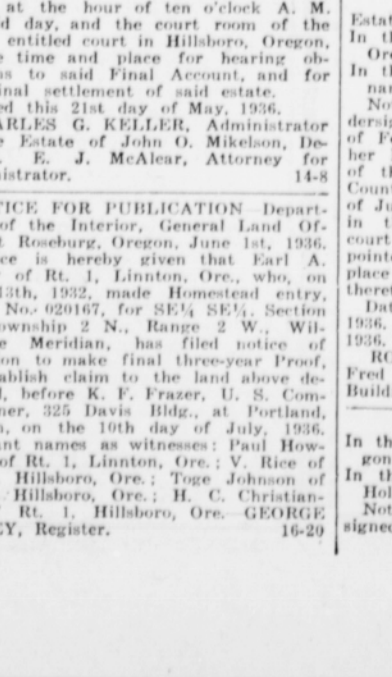 at the hour of ten o'clock A. M.
d day, and the court room of the
entitled court in Hillsboro, Oregon,
e time and place for hearing ob-
ns to said Final Account, and for
inal settlement of said estate.
ed this 21st day of May, 1936.
ARLES G. KELLER, Administrator
e Estate of John O. Mikelson, De-
. E. J. McAlear, Attorney for
istrator. 14-8
TICE FOR PUBLICATION Depart-
of the Interior, General Land Of-
t Roseburg, Oregon, June 1st, 1936.
ce is hereby given that Earl A.
of Rt. 1, Linnton, Ore., who, on
13th, 1932, made Homestead entry,
No. 020167, for SE¼ SE¼. Section
ownship 2 N., Range 2 W., Wil-
e Meridian, has filed notice of
on to make final three-year Proof,
ablish claim to the land above de-
d, before K. F. Frazer, U. S. Com-
ner, 325 Davis Bldg., at Portland,
n, on the 10th day of July, 1936.
ant names as witnesses: Paul How-
of Rt. 1, Linnton, Ore.; V. Rice of
Hillsboro, Ore.; Toge Johnson of
Hillsboro, Ore.; H. C. Christian-
Rt. 1, Hillsboro, Ore. GEORGE
EY, Register. 16-20
Estat
In th
Ore
In th
nam
No
dersig
of F
her
of t
Coun
of Ju
in t
court
point
place
theret
Dat
1936.
1936.
RO
Fred
Build
In th
gon
In th
Ho
Not
signed